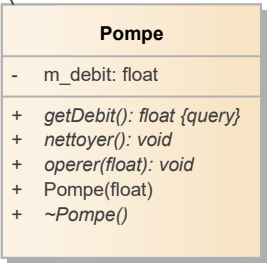 Pompe
- m_debit: float
+ getDebit(): float {query}
+ nettoyer(): void
+ operer(float): void
+ Pompe(float)
+ ~Pompe()